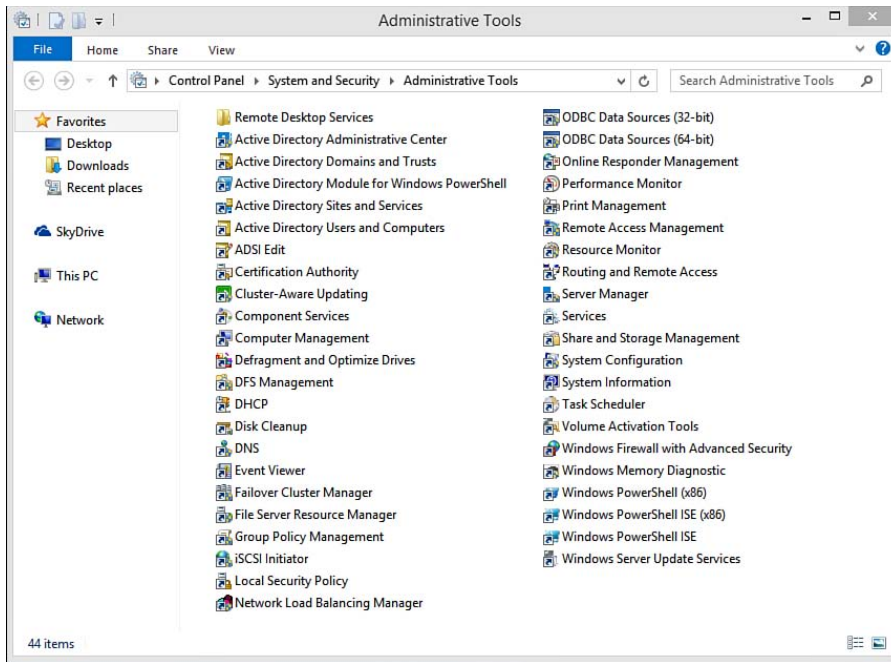 Administrative Tools
File Home Share View
Control Panel System and Security Administrative Tools Search Administrative Tools
Favorites
Desktop
Downloads
Recent places
SkyDrive
This PC
Network
Remote Desktop Services
Active Directory Administrative Center
Active Directory Domains and Trusts
Active Directory Module for Windows PowerShell
Active Directory Sites and Services
Active Directory Users and Computers
ADSI Edit
Certification Authority
Cluster-Aware Updating
Component Services
Computer Management
Defragment and Optimize Drives
DFS Management
DHCP
Disk Cleanup
DNS
Event Viewer
Failover Cluster Manager
File Server Resource Manager
Group Policy Management
iSCSI Initiator
Local Security Policy
Network Load Balancing Manager
ODBC Data Sources (32-bit)
ODBC Data Sources (64-bit)
Online Responder Management
Performance Monitor
Print Management
Remote Access Management
Resource Monitor
Routing and Remote Access
Server Manager
Services
Share and Storage Management
System Configuration
System Information
Task Scheduler
Volume Activation Tools
Windows Firewall with Advanced Security
Windows Memory Diagnostic
Windows PowerShell (x86)
Windows PowerShell ISE (x86)
Windows PowerShell ISE
Windows Server Update Services
44 items